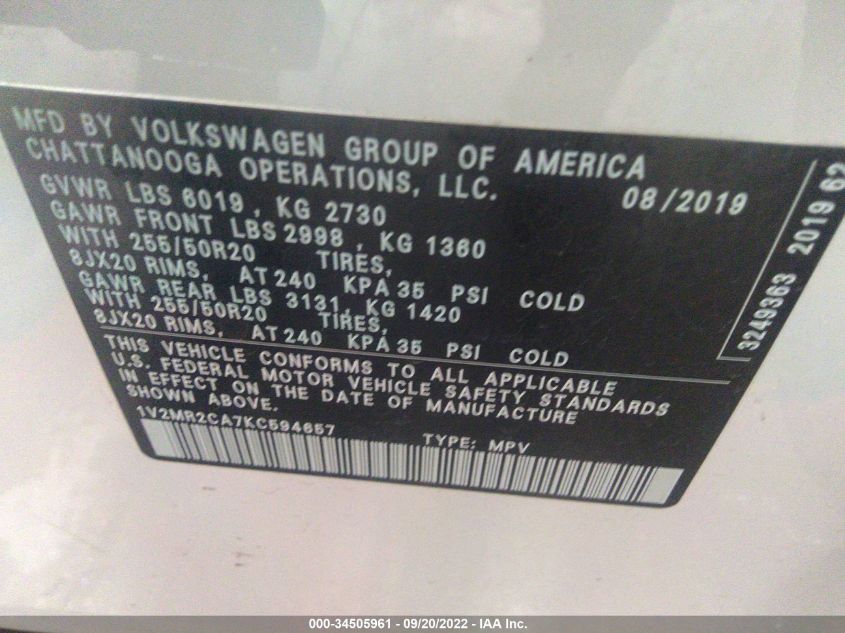 MFD BY VOLKSWAGEN GROUP OF AMERICA
CHATTANOOGA OPERATIONS, LLC.
08/2019
GVWR LBS 6019, KG 2730
GAWR FRONT LBS 2998, KG 1360
WITH 255/50R20 TIRES,
8JX20 RIMS, AT 240 KPA 35 PSI COLD
GAWR REAR LBS 3131, KG 1420
WITH 255/50R20 TIRES,
8JX20 RIMS, AT 240 KPA 35 PSI COLD
THIS VEHICLE CONFORMS TO ALL APPLICABLE
U.S. FEDERAL MOTOR VEHICLE SAFETY STANDARDS
IN EFFECT ON THE DATE OF MANUFACTURE
SHOWN ABOVE.
1V2MR2CA7KC594657 TYPE: MPV
3249363 2019 62
000-34505961 - 09/20/2022 - IAA Inc.